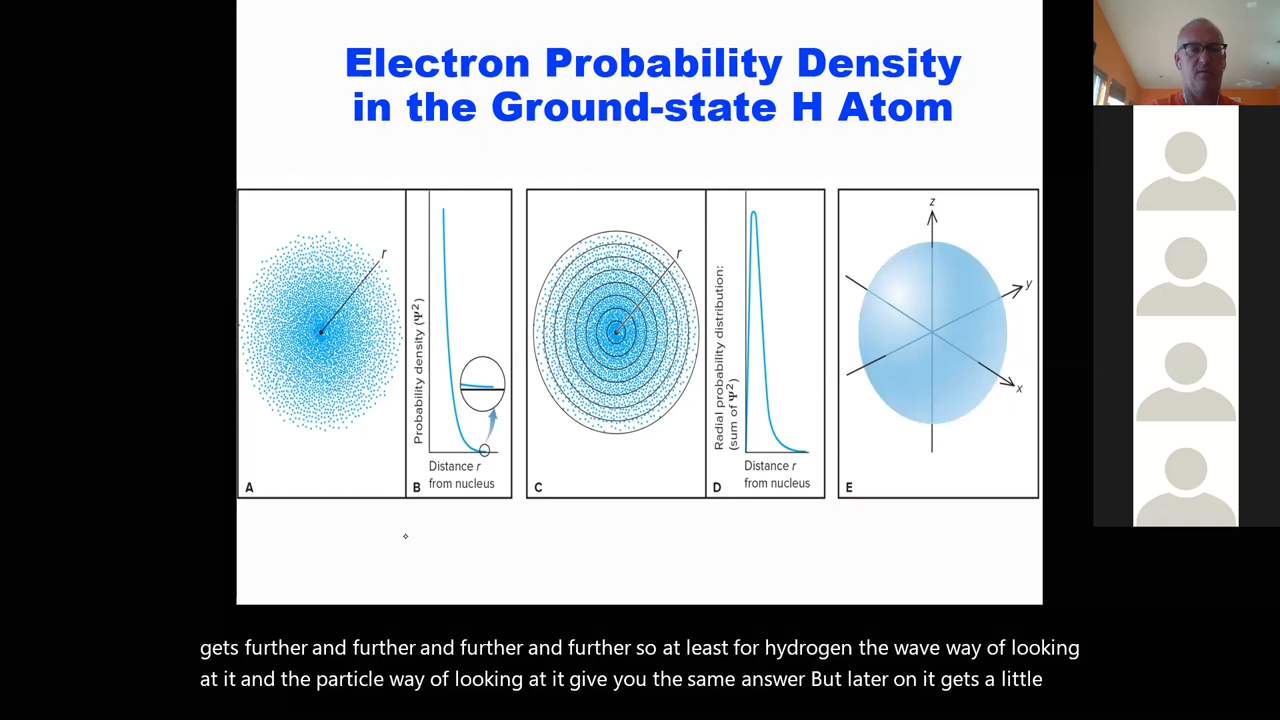 Electron Probability Density
in the Ground-state H Atom
r
A
Probability density (Ψ²)
Distance r
from nucleus
B
r
C
Radial probability distribution:
(sum of Ψ²)
Distance r
from nucleus
D
z
y
x
E
gets further and further and further and further so at least for hydrogen the wave way of looking
at it and the particle way of looking at it give you the same answer But later on it gets a little